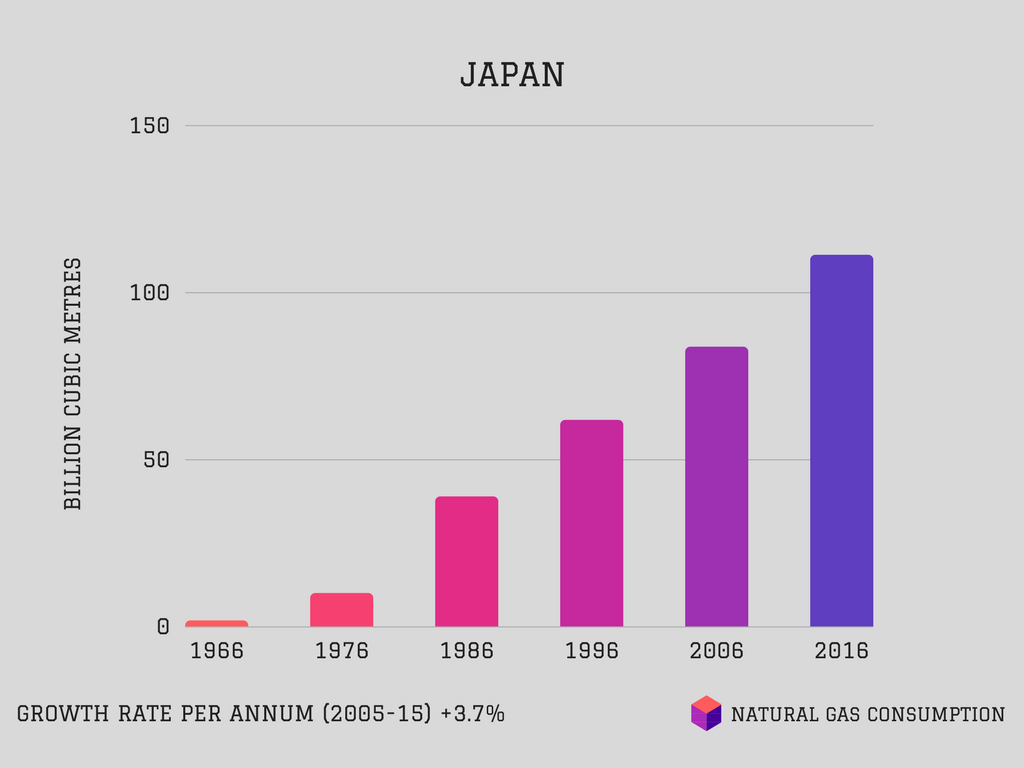 JAPAN
150
100
50
0
BILLION CUBIC METRES
1966 1976 1986 1996 2006 2016
GROWTH RATE PER ANNUM (2005-15) +3.7%
NATURAL GAS CONSUMPTION